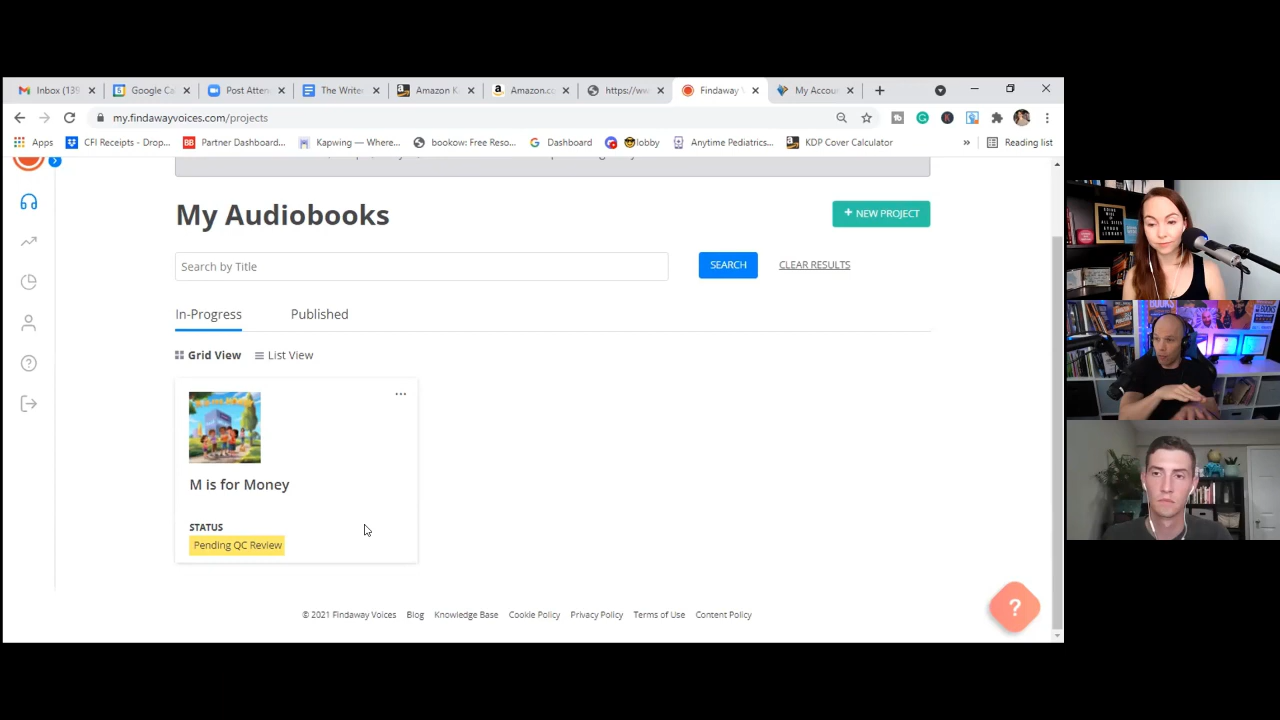 Inbox (139
Google Ca
Post Atten
The Writer
Amazon K
Amazon.co
https://ww
Findaway V
My Accou
my.findawayvoices.com/projects
Apps
CFI Receipts - Drop...
Partner Dashboard...
Kapwing — Where...
bookow: Free Reso...
Dashboard
lobby
Anytime Pediatrics...
KDP Cover Calculator
»
Reading list
My Audiobooks
+ NEW PROJECT
Search by Title
SEARCH
CLEAR RESULTS
In-Progress
Published
Grid View
List View
...
M is for Money
STATUS
Pending QC Review
© 2021 Findaway Voices
Blog
Knowledge Base
Cookie Policy
Privacy Policy
Terms of Use
Content Policy
?
BOOKS